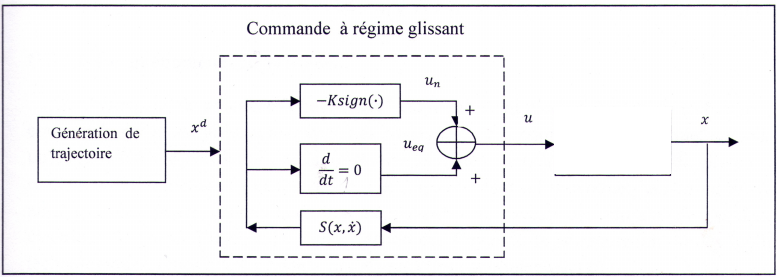 Commande à régime glissant
Génération de
trajectoire
x^d
−Ksign(·)
u_n
+
d/dt = 0
u_eq
+
S(x, ẋ)
u
x